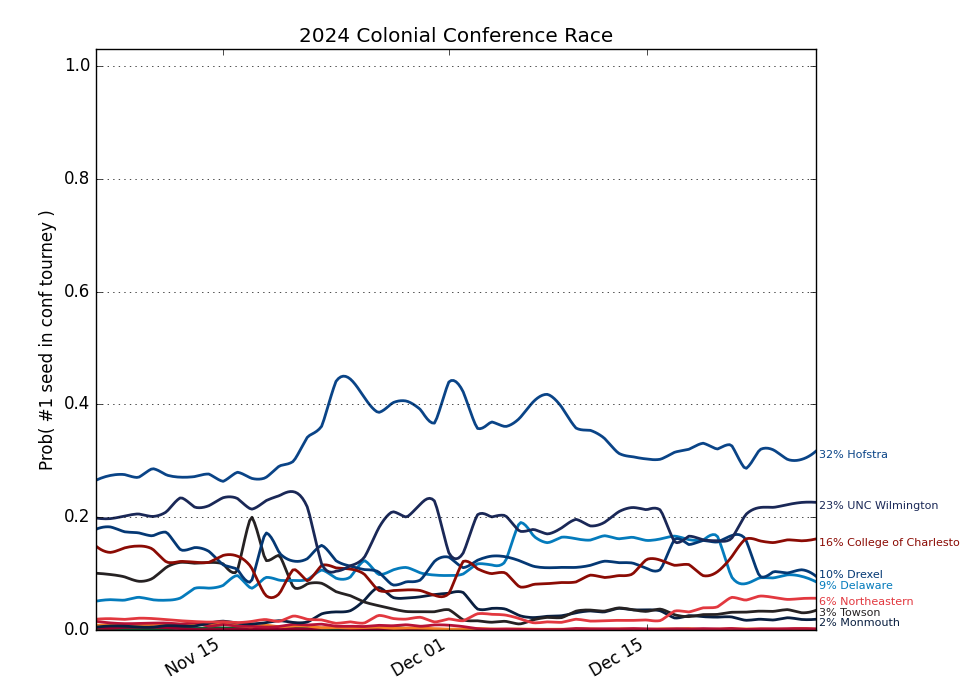 2024 Colonial Conference Race
Prob( #1 seed in conf tourney )
1.0
0.8
0.6
0.4
0.2
0.0
Nov 15
Dec 01
Dec 15
32% Hofstra
23% UNC Wilmington
16% College of Charlesto
10% Drexel
9% Delaware
6% Northeastern
3% Towson
2% Monmouth